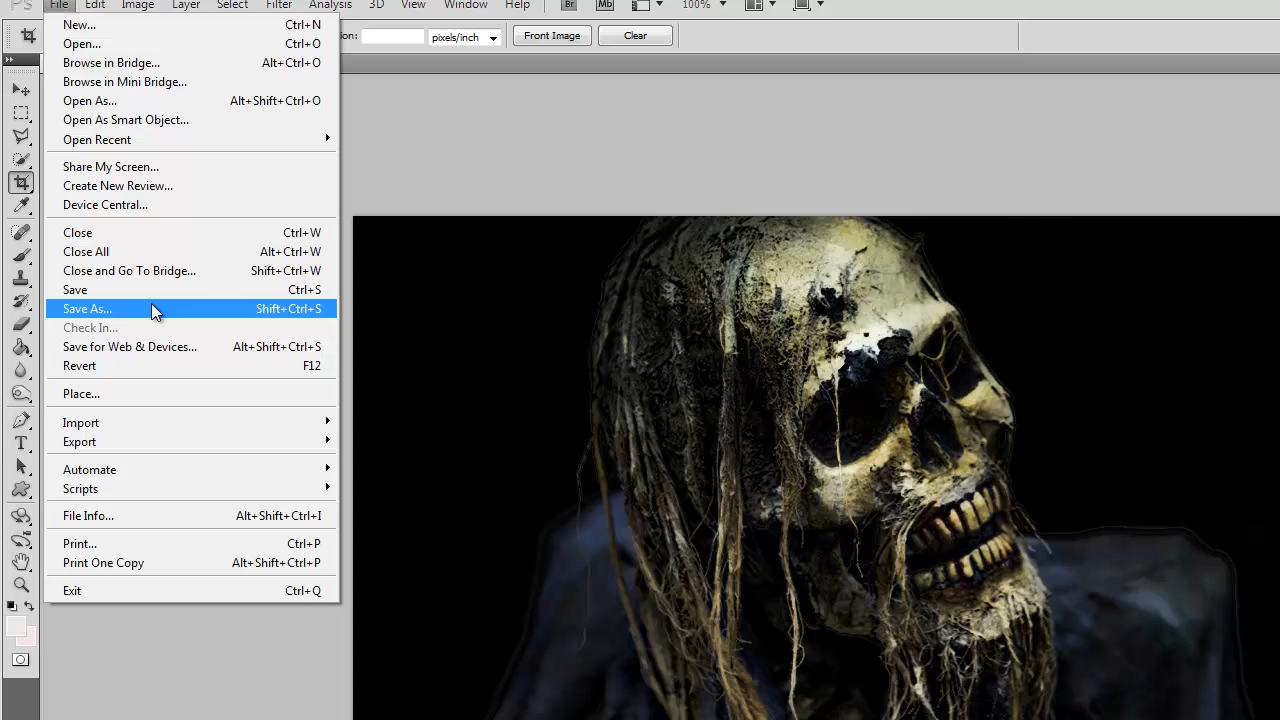 PS File Edit Image Layer Select Filter Analysis 3D View Window Help Br Mb 100%
pixels/inch Front Image Clear
New... Ctrl+N
Open... Ctrl+O
Browse in Bridge... Alt+Ctrl+O
Browse in Mini Bridge...
Open As... Alt+Shift+Ctrl+O
Open As Smart Object...
Open Recent
Share My Screen...
Create New Review...
Device Central...
Close Ctrl+W
Close All Alt+Ctrl+W
Close and Go To Bridge... Shift+Ctrl+W
Save Ctrl+S
Save As... Shift+Ctrl+S
Check In...
Save for Web & Devices... Alt+Shift+Ctrl+S
Revert F12
Place...
Import
Export
Automate
Scripts
File Info... Alt+Shift+Ctrl+I
Print... Ctrl+P
Print One Copy Alt+Shift+Ctrl+P
Exit Ctrl+Q